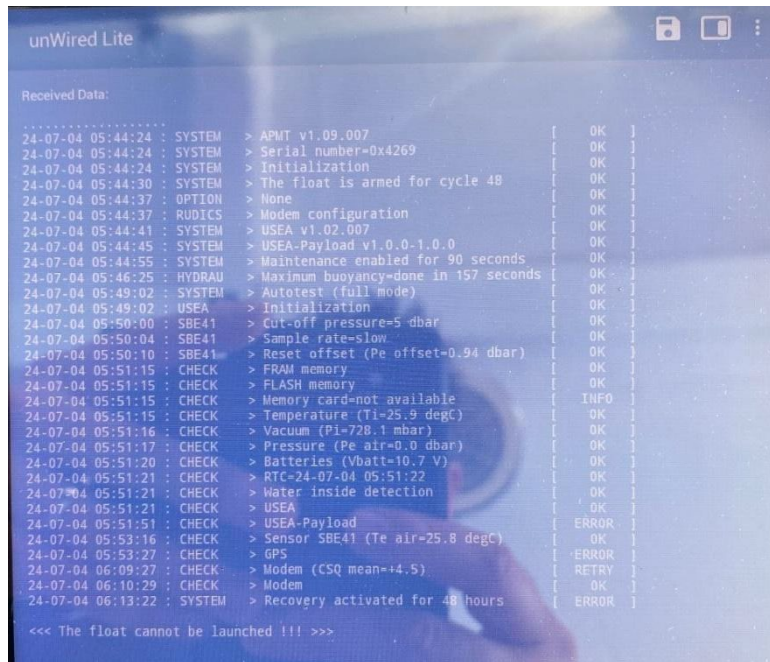 unWired Lite
Received Data:
...................
24-07-04 05:44:24 : SYSTEM > APMT v1.09.007 [ OK ]
24-07-04 05:44:24 : SYSTEM > Serial number=0x4269 [ OK ]
24-07-04 05:44:24 : SYSTEM > Initialization [ OK ]
24-07-04 05:44:30 : SYSTEM > The float is armed for cycle 48 [ OK ]
24-07-04 05:44:37 : OPTION > None [ OK ]
24-07-04 05:44:37 : RUDICS > Modem configuration [ OK ]
24-07-04 05:44:41 : SYSTEM > USEA v1.02.007 [ OK ]
24-07-04 05:44:45 : SYSTEM > USEA-Payload v1.0.0-1.0.0 [ OK ]
24-07-04 05:44:55 : SYSTEM > Maintenance enabled for 90 seconds [ OK ]
24-07-04 05:46:25 : HYDRAU > Maximum buoyancy=done in 157 seconds [ OK ]
24-07-04 05:49:02 : SYSTEM > Autotest (full mode) [ OK ]
24-07-04 05:49:02 : USEA > Initialization [ OK ]
24-07-04 05:50:00 : SBE41 > Cut-off pressure=5 dbar [ OK ]
24-07-04 05:50:04 : SBE41 > Sample rate=slow [ OK ]
24-07-04 05:50:10 : SBE41 > Reset offset (Pe offset=0.94 dbar) [ OK ]
24-07-04 05:51:15 : CHECK > FRAM memory [ OK ]
24-07-04 05:51:15 : CHECK > FLASH memory [ OK ]
24-07-04 05:51:15 : CHECK > Memory card=not available [ INFO ]
24-07-04 05:51:15 : CHECK > Temperature (Ti=25.9 degC) [ OK ]
24-07-04 05:51:16 : CHECK > Vacuum (Pi=728.1 mbar) [ OK ]
24-07-04 05:51:17 : CHECK > Pressure (Pe air=0.0 dbar) [ OK ]
24-07-04 05:51:20 : CHECK > Batteries (Vbatt=10.7 V) [ OK ]
24-07-04 05:51:21 : CHECK > RTC=24-07-04 05:51:22 [ OK ]
24-07-04 05:51:21 : CHECK > Water inside detection [ OK ]
24-07-04 05:51:21 : CHECK > USEA [ OK ]
24-07-04 05:51:51 : CHECK > USEA-Payload [ ERROR ]
24-07-04 05:53:16 : CHECK > Sensor SBE41 (Te air=25.8 degC) [ OK ]
24-07-04 05:53:27 : CHECK > GPS [ ERROR ]
24-07-04 06:09:27 : CHECK > Modem (CSQ mean=+4.5) [ RETRY ]
24-07-04 06:10:29 : CHECK > Modem [ OK ]
24-07-04 06:13:22 : SYSTEM > Recovery activated for 48 hours [ ERROR ]
<<< The float cannot be launched !!! >>>